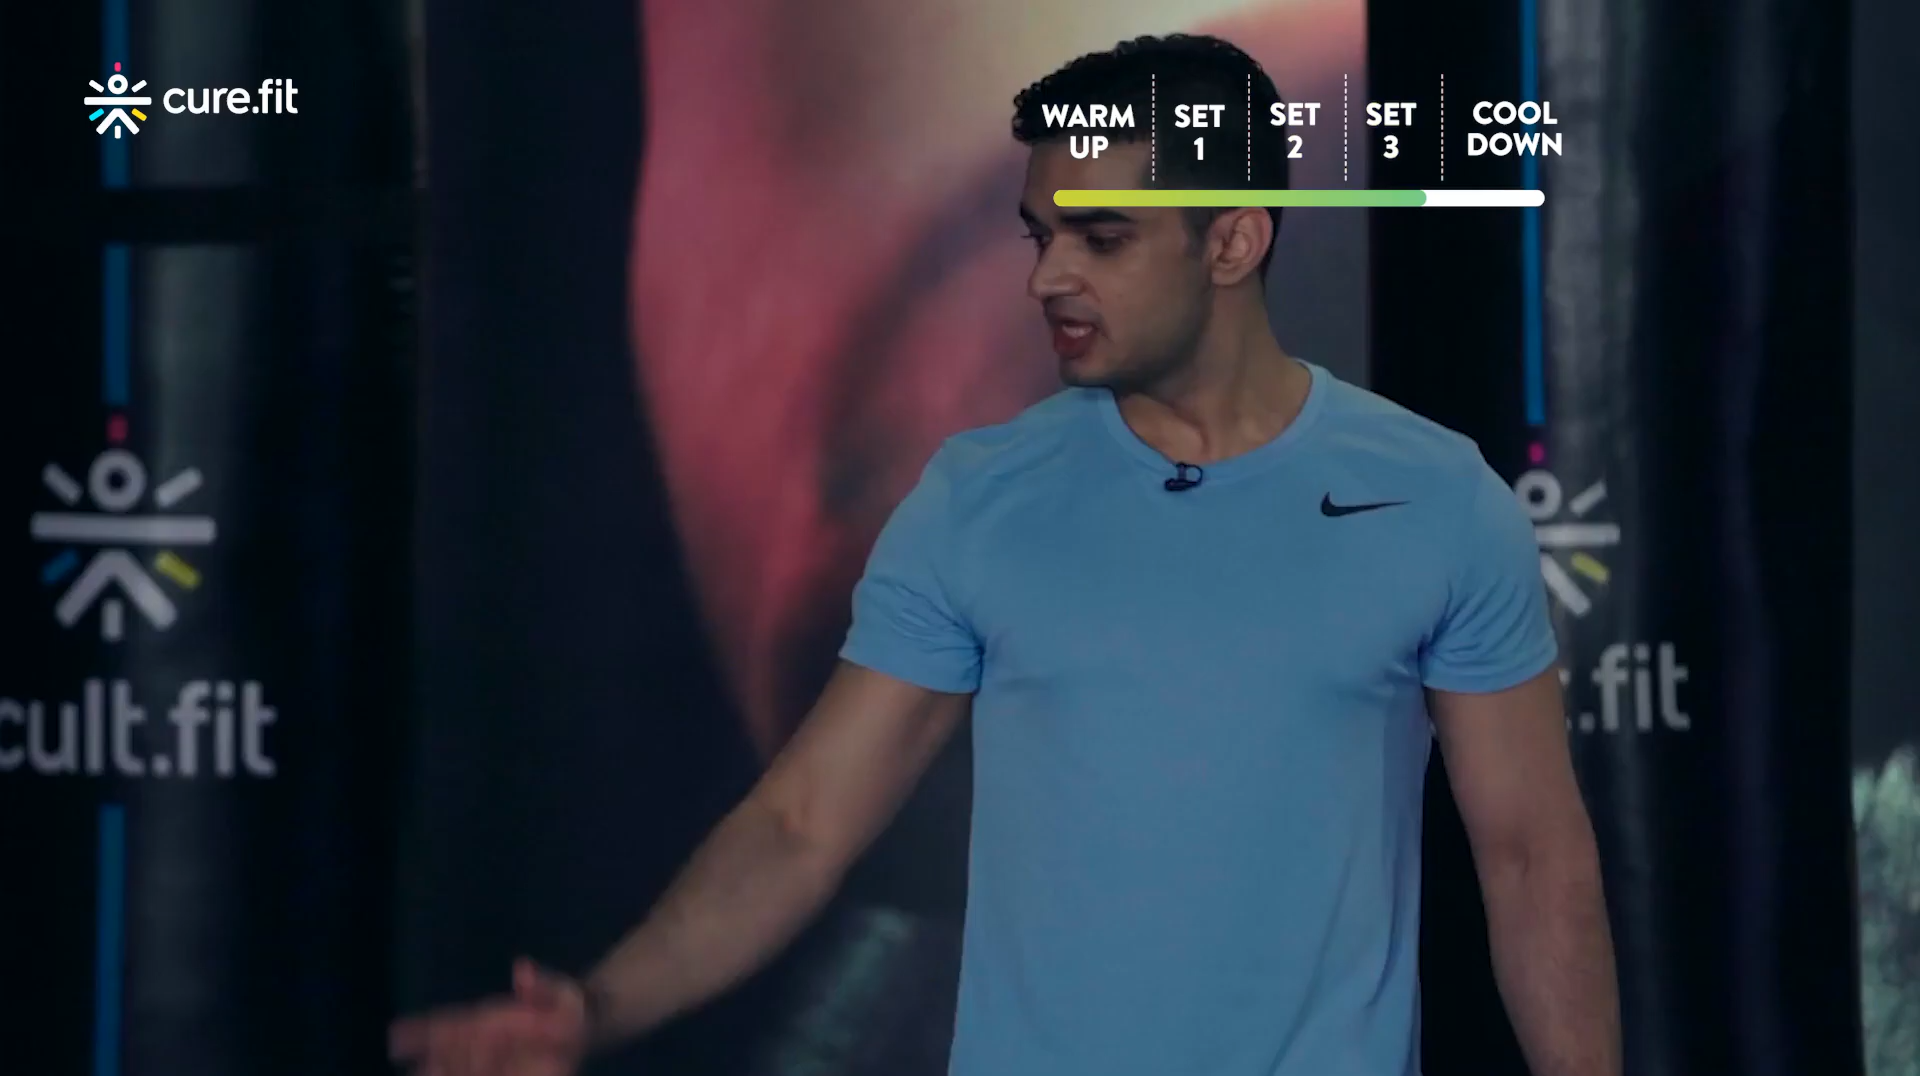 cure.fit
WARM UP
SET 1
SET 2
SET 3
COOL DOWN
cult.fit
.fit